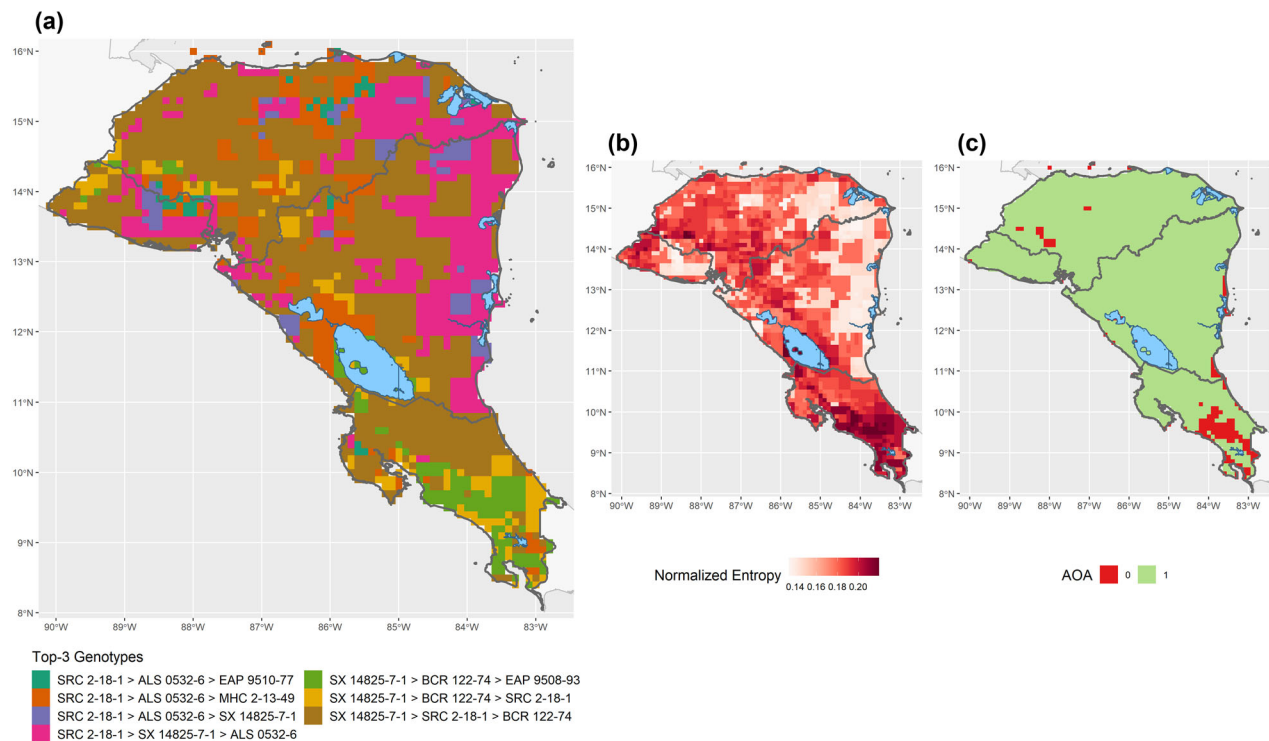 (a)
16°N
15°N
14°N
13°N
12°N
11°N
10°N
9°N
8°N
90°W 89°W 88°W 87°W 86°W 85°W 84°W 83°W
Top-3 Genotypes
SRC 2-18-1 > ALS 0532-6 > EAP 9510-77
SRC 2-18-1 > ALS 0532-6 > MHC 2-13-49
SRC 2-18-1 > ALS 0532-6 > SX 14825-7-1
SRC 2-18-1 > SX 14825-7-1 > ALS 0532-6
SX 14825-7-1 > BCR 122-74 > EAP 9508-93
SX 14825-7-1 > BCR 122-74 > SRC 2-18-1
SX 14825-7-1 > SRC 2-18-1 > BCR 122-74
(b)
16°N
15°N
14°N
13°N
12°N
11°N
10°N
9°N
8°N
90°W 89°W 88°W 87°W 86°W 85°W 84°W 83°W
Normalized Entropy
0.14 0.16 0.18 0.20
(c)
16°N
15°N
14°N
13°N
12°N
11°N
10°N
9°N
8°N
90°W 89°W 88°W 87°W 86°W 85°W 84°W 83°W
AOA 0 1